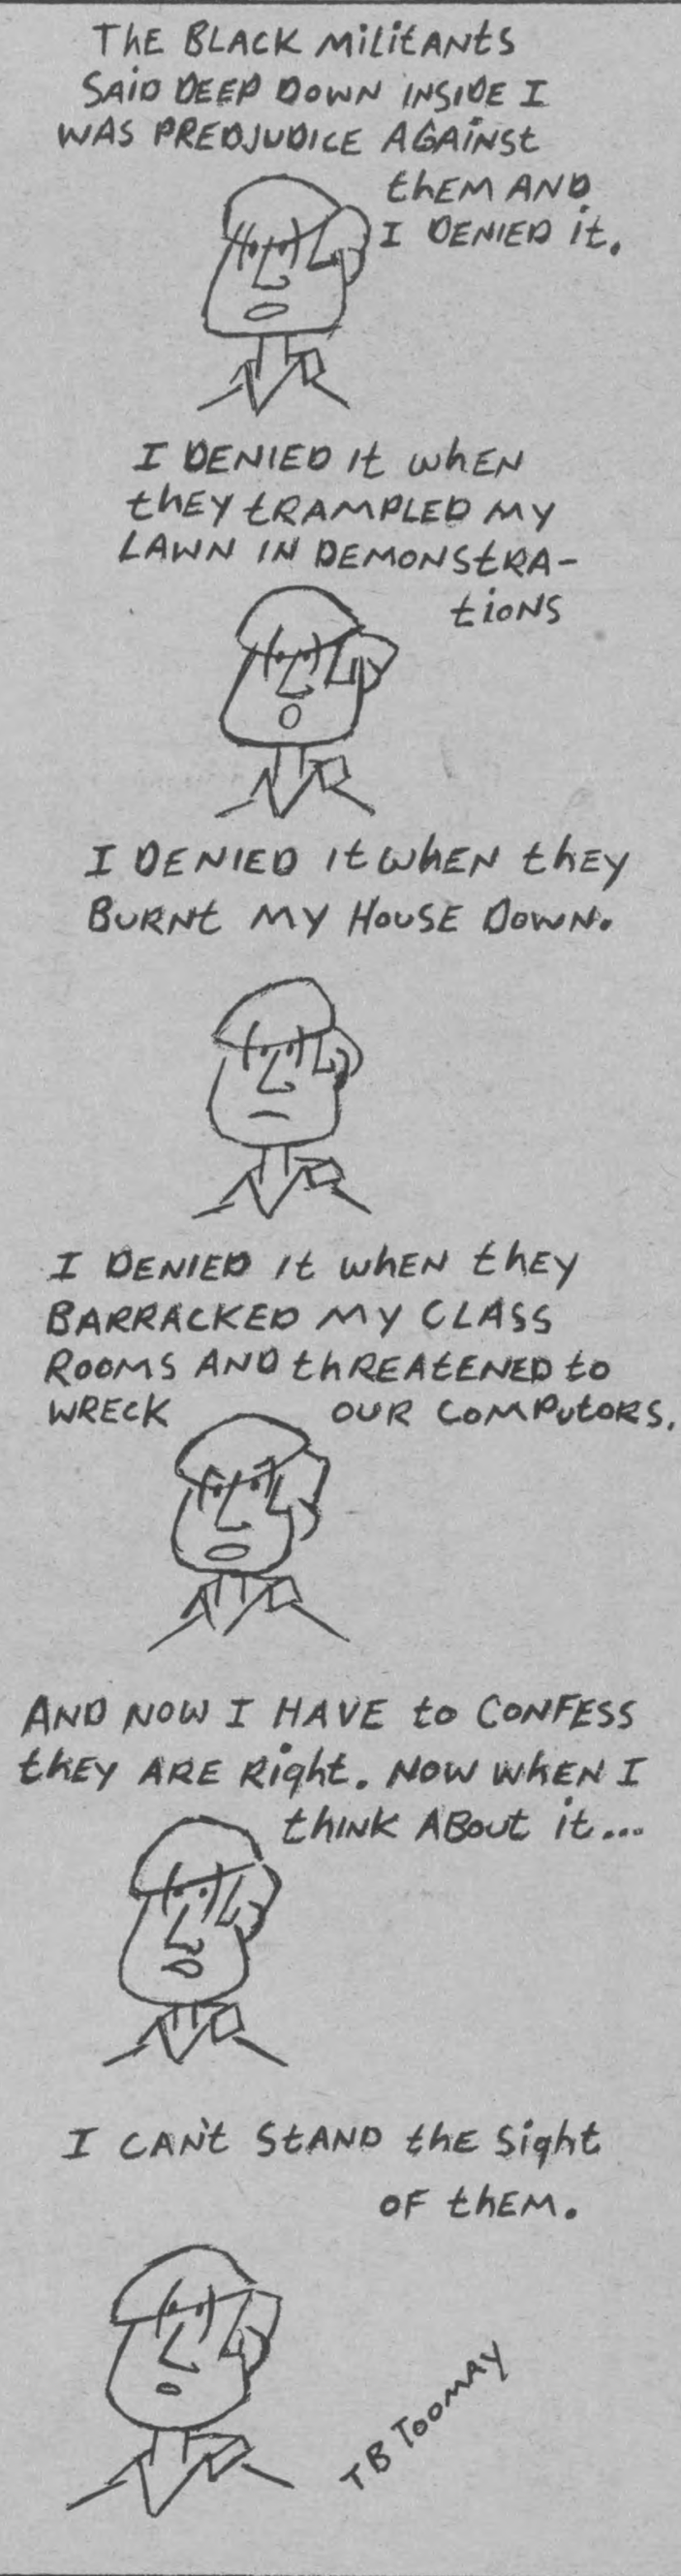 THE BLACK MILITANTS
SAID DEEP DOWN INSIDE I
WAS PREDJUDICE AGAINST
THEM AND
I DENIED IT.
I DENIED IT WHEN
THEY TRAMPLED MY
LAWN IN DEMONSTRA-
TIONS
I DENIED IT WHEN THEY
BURNT MY HOUSE DOWN.
I DENIED IT WHEN THEY
BARRACKED MY CLASS
ROOMS AND THREATENED TO
WRECK OUR COMPUTORS.
AND NOW I HAVE TO CONFESS
THEY ARE RIGHT. NOW WHEN I
THINK ABOUT IT...
I CAN'T STAND THE SIGHT
OF THEM.
TB TOOMAY